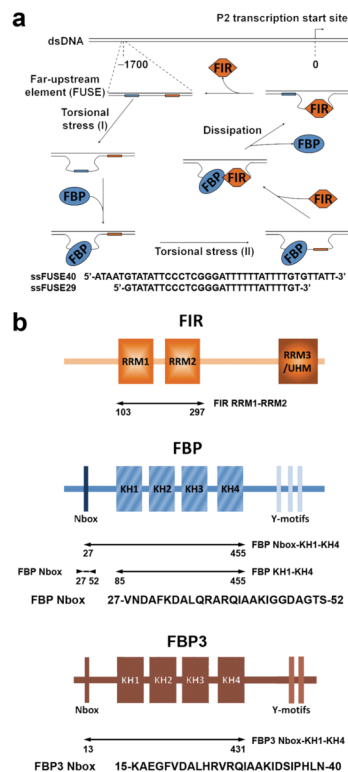 a
P2 transcription start site
dsDNA
−1700
0
Far-upstream
element (FUSE)
FIR
FIR
Torsional
stress (I)
Dissipation
FBP
FBP
FIR
FBP
FIR
FBP
Torsional stress (II)
ssFUSE40 5'-ATAATGTATATTCCCTCGGGATTTTTTATTTTGTGTTATT-3'
ssFUSE29 5'-GTATATTCCCTCGGGATTTTTTATTTTGT-3'
b
FIR
RRM1 RRM2 RRM3
/UHM
FIR RRM1-RRM2
103 297
FBP
KH1 KH2 KH3 KH4
Nbox Y-motifs
FBP Nbox-KH1-KH4
27 455
FBP Nbox FBP KH1-KH4
27 52 85 455
FBP Nbox 27-VNDAFKDALQRARQIAAKIGGDAGTS-52
FBP3
KH1 KH2 KH3 KH4
Nbox Y-motifs
FBP3 Nbox-KH1-KH4
13 431
FBP3 Nbox 15-KAEGFVDALHRVRQIAAKIDSIPHLN-40